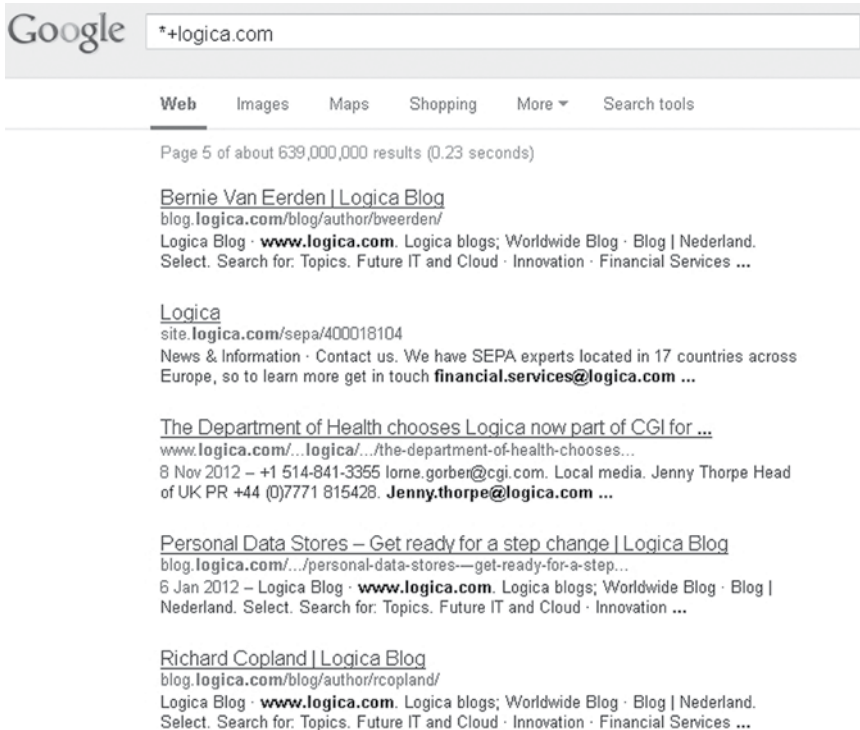 Google *+logica.com
Web Images Maps Shopping More Search tools
Page 5 of about 639,000,000 results (0.23 seconds)
Bernie Van Eerden | Logica Blog
blog.logica.com/blog/author/bveerden/
Logica Blog · www.logica.com. Logica blogs; Worldwide Blog · Blog | Nederland.
Select. Search for: Topics. Future IT and Cloud · Innovation · Financial Services ...
Logica
site.logica.com/sepa/400018104
News & Information · Contact us. We have SEPA experts located in 17 countries across
Europe, so to learn more get in touch financial.services@logica.com ...
The Department of Health chooses Logica now part of CGI for ...
www.logica.com/...logica/.../the-department-of-health-chooses...
8 Nov 2012 – +1 514-841-3355 lorne.gorber@cgi.com. Local media. Jenny Thorpe Head
of UK PR +44 (0)7771 815428. Jenny.thorpe@logica.com ...
Personal Data Stores – Get ready for a step change | Logica Blog
blog.logica.com/.../personal-data-stores-–-get-ready-for-a-step...
6 Jan 2012 – Logica Blog · www.logica.com. Logica blogs; Worldwide Blog · Blog |
Nederland. Select. Search for: Topics. Future IT and Cloud · Innovation ...
Richard Copland | Logica Blog
blog.logica.com/blog/author/rcopland/
Logica Blog · www.logica.com. Logica blogs; Worldwide Blog · Blog | Nederland.
Select. Search for: Topics. Future IT and Cloud · Innovation · Financial Services ...